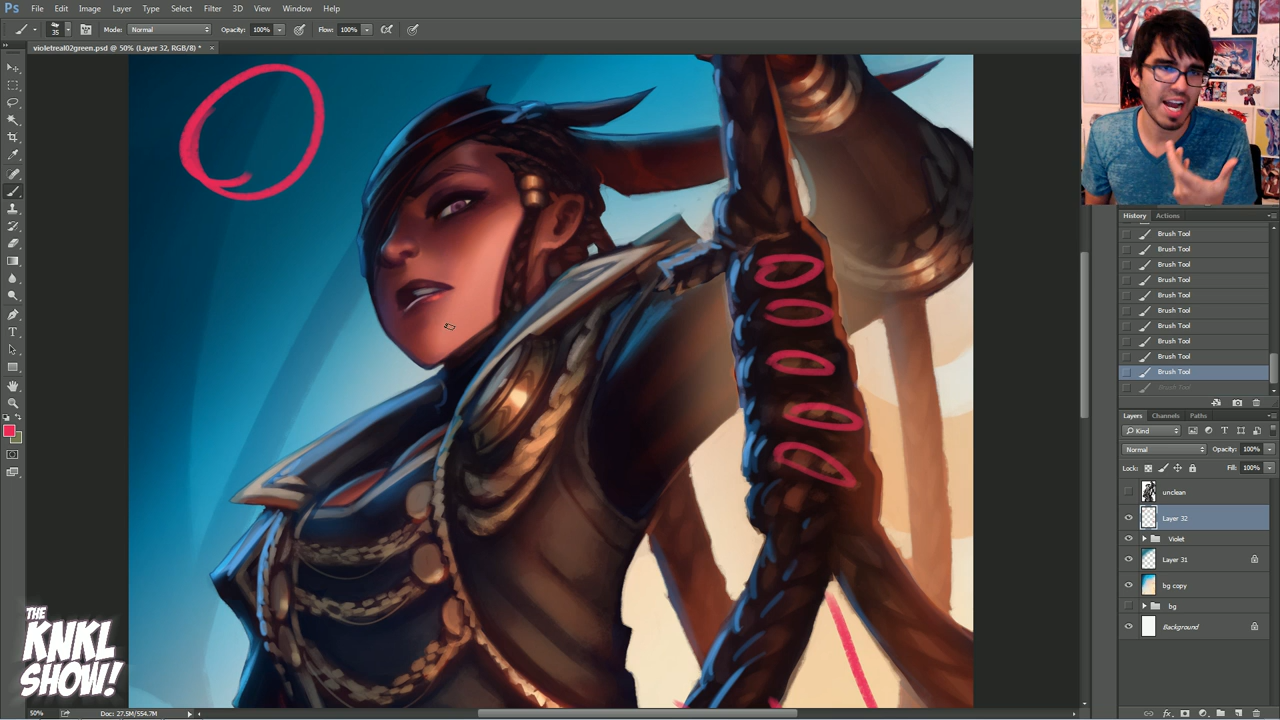 Ps File Edit Image Layer Type Select Filter 3D View Window Help
35 Mode: Normal Opacity: 100% Flow: 100%
violetreal02green.psd @ 50% (Layer 32, RGB/8) *
History Actions
Brush Tool
Brush Tool
Brush Tool
Brush Tool
Brush Tool
Brush Tool
Brush Tool
Brush Tool
Brush Tool
Brush Tool
Brush Tool
Layers Channels Paths
Kind
Normal Opacity: 100%
Lock: Fill: 100%
unclean
Layer 32
Violet
Layer 31
bg copy
bg
Background
THE
KNKL
SHOW!
50% Doc: 27.5M/554.7M